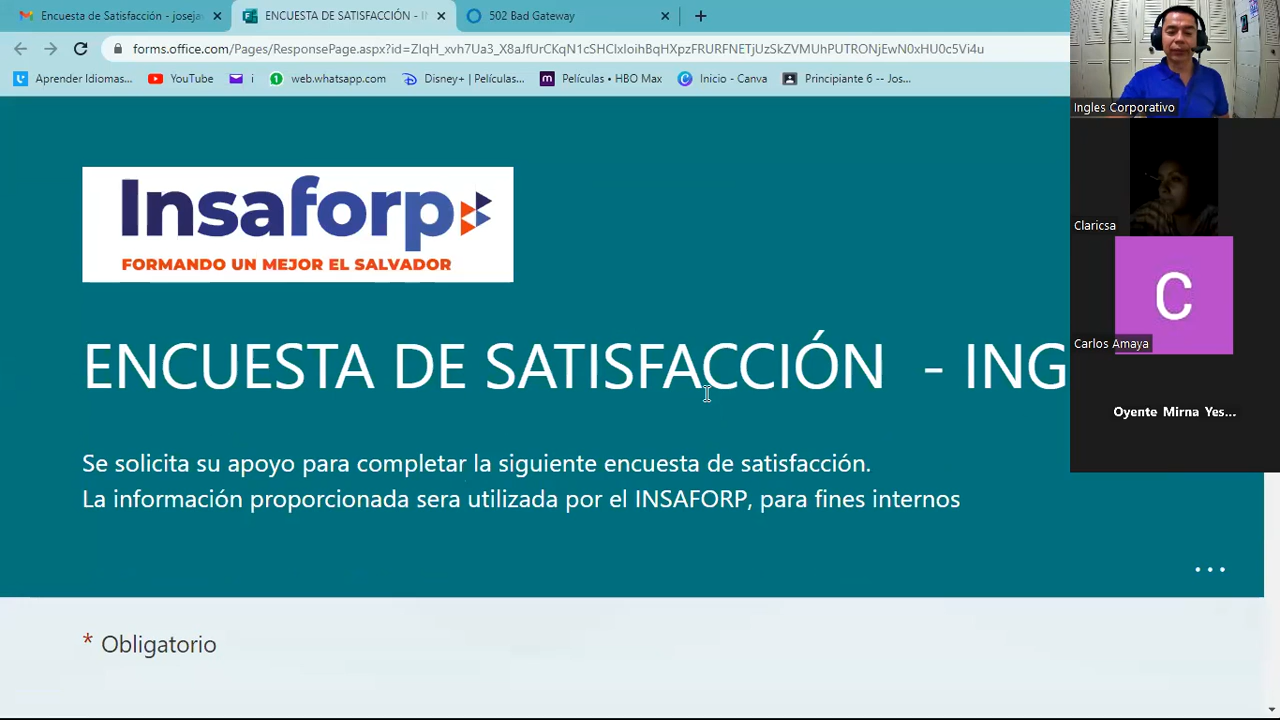 Encuesta de Satisfacción - joseja
ENCUESTA DE SATISFACCIÓN - IN
502 Bad Gateway
forms.office.com/Pages/ResponsePage.aspx?id=
Aprender Idiomas...
YouTube
i
web.whatsapp.com
Disney+ | Películas...
Películas • HBO Max
Inicio - Canva
Principiante 6 -- Jos...
Ingles Corporativo
Insaforp
FORMANDO UN MEJOR EL SALVADOR
Claricsa
C
Carlos Amaya
ENCUESTA DE SATISFACCIÓN - ING
Oyente Mirna Yes...
Se solicita su apoyo para completar la siguiente encuesta de satisfacción.
La información proporcionada sera utilizada por el INSAFORP, para fines internos
...
* Obligatorio